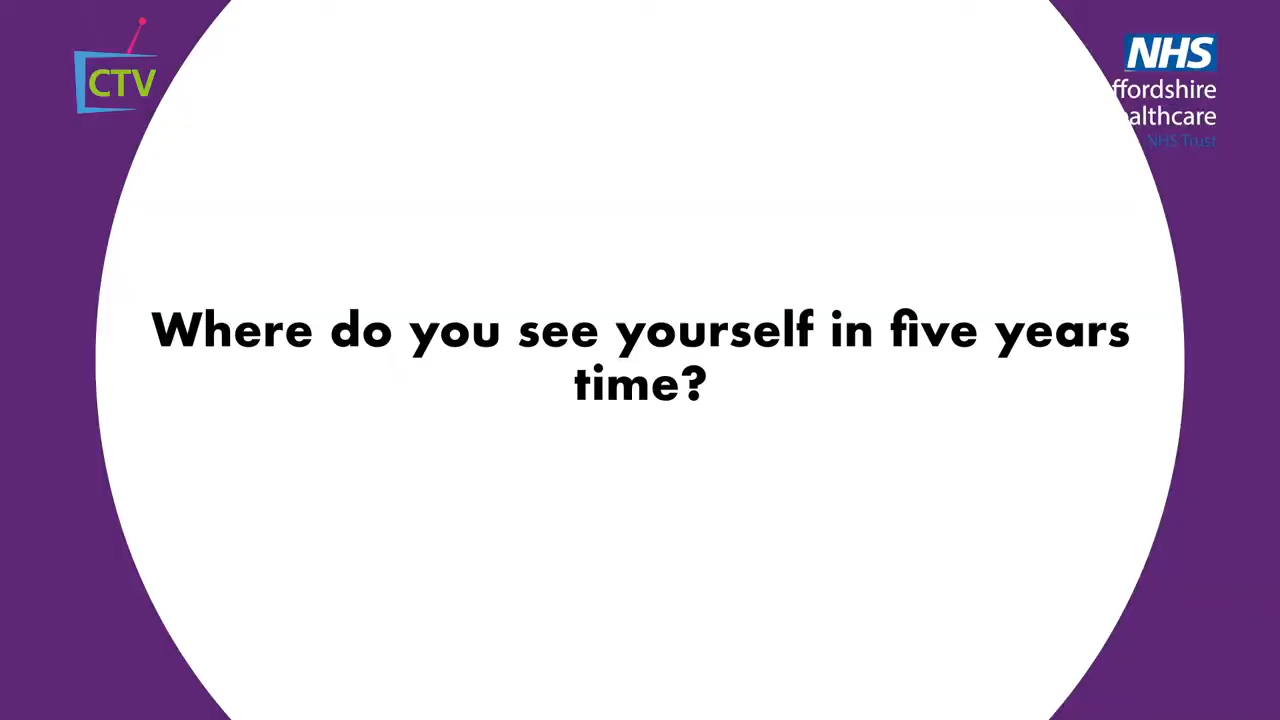 CTV
NHS
ffordshire
althcare
NHS Trust
Where do you see yourself in five years
time?